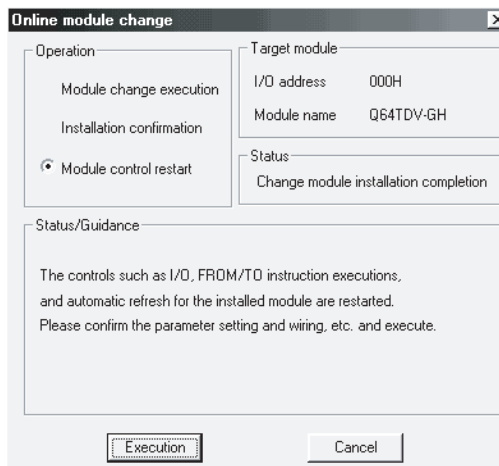 Online module change
Operation
Module change execution
Installation confirmation
Module control restart
Target module
I/O address 000H
Module name Q64TDV-GH
Status
Change module installation completion
Status/Guidance
The controls such as I/O, FROM/TO instruction executions,
and automatic refresh for the installed module are restarted.
Please confirm the parameter setting and wiring, etc. and execute.
Execution
Cancel